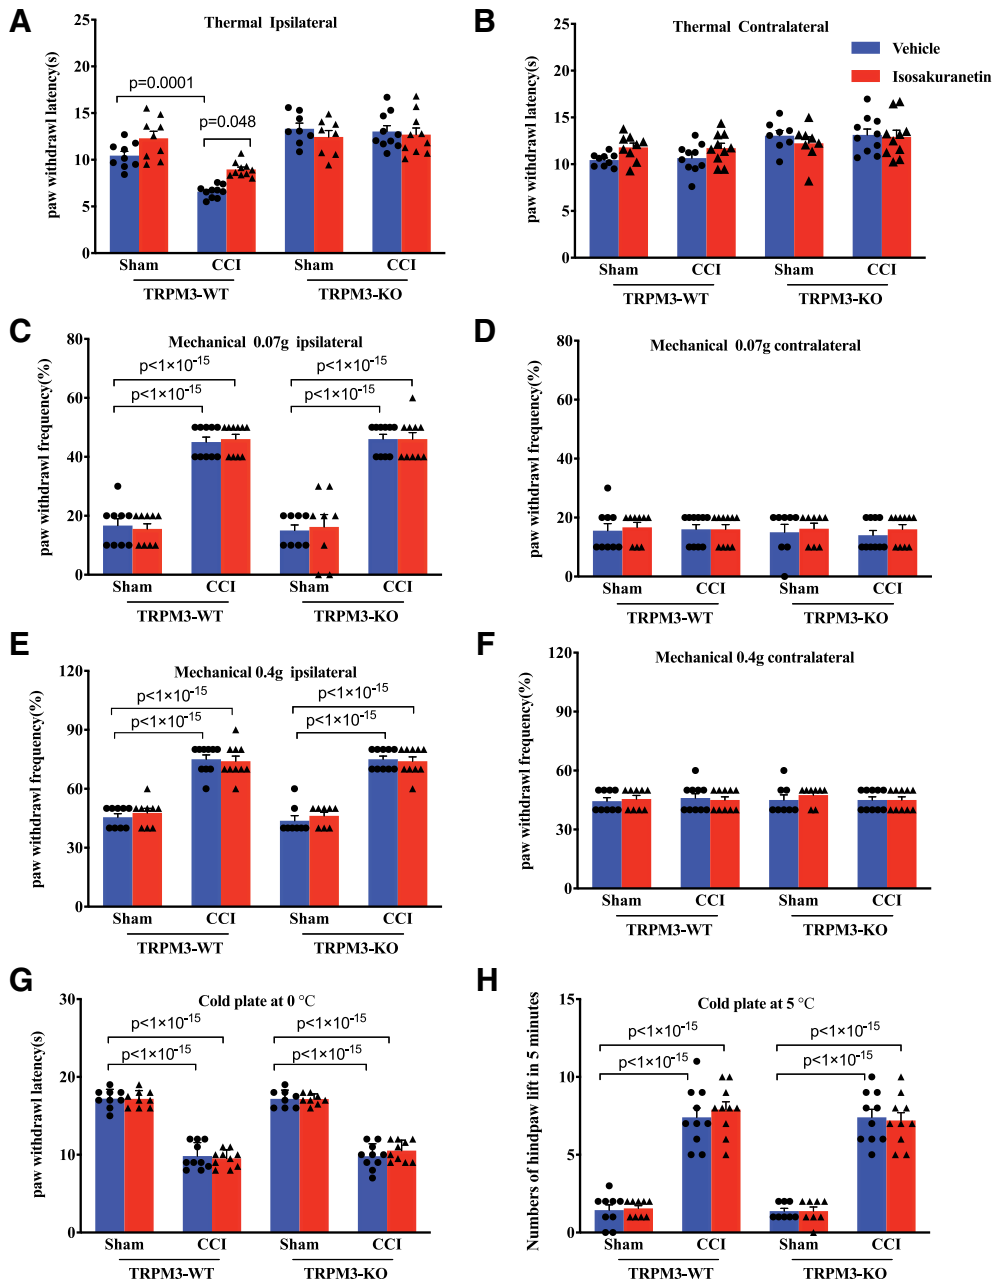 A
Thermal Ipsilateral
paw withdrawl latency(s)
25
20
15
10
5
0
p=0.0001
p=0.048
Sham CCI Sham CCI
TRPM3-WT TRPM3-KO
B
Thermal Contralateral
Vehicle
Isosakuranetin
paw withdrawl latency(s)
25
20
15
10
5
0
Sham CCI Sham CCI
TRPM3-WT TRPM3-KO
C
Mechanical 0.07g ipsilateral
paw withdrawl frequency(%)
80
60
40
20
0
p<1×10-15 p<1×10-15
p<1×10-15 p<1×10-15
Sham CCI Sham CCI
TRPM3-WT TRPM3-KO
D
Mechanical 0.07g contralateral
paw withdrawl frequency(%)
80
60
40
20
0
Sham CCI Sham CCI
TRPM3-WT TRPM3-KO
E
Mechanical 0.4g ipsilateral
paw withdrawl frequency(%)
120
90
60
30
0
p<1×10-15 p<1×10-15
p<1×10-15 p<1×10-15
Sham CCI Sham CCI
TRPM3-WT TRPM3-KO
F
Mechanical 0.4g contralateral
paw withdrawl frequency(%)
120
90
60
30
0
Sham CCI Sham CCI
TRPM3-WT TRPM3-KO
G
Cold plate at 0 °C
paw withdrawl latency(s)
30
20
10
0
p<1×10-15 p<1×10-15
p<1×10-15 p<1×10-15
Sham CCI Sham CCI
TRPM3-WT TRPM3-KO
H
Cold plate at 5 °C
Numbers of hindpaw lift in 5 minutes
15
10
5
0
p<1×10-15 p<1×10-15
p<1×10-15 p<1×10-15
Sham CCI Sham CCI
TRPM3-WT TRPM3-KO